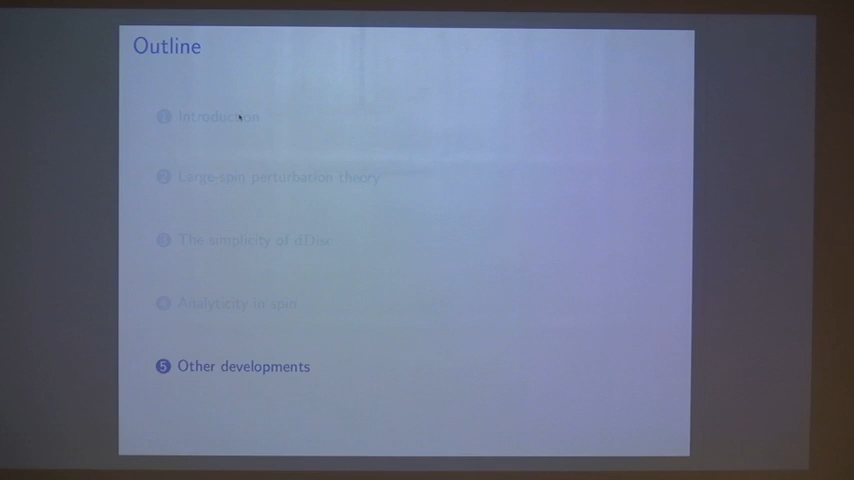 Outline
1 Introduction
2 Large-spin perturbation theory
3 The simplicity of dDisc
4 Analyticity in spin
5 Other developments